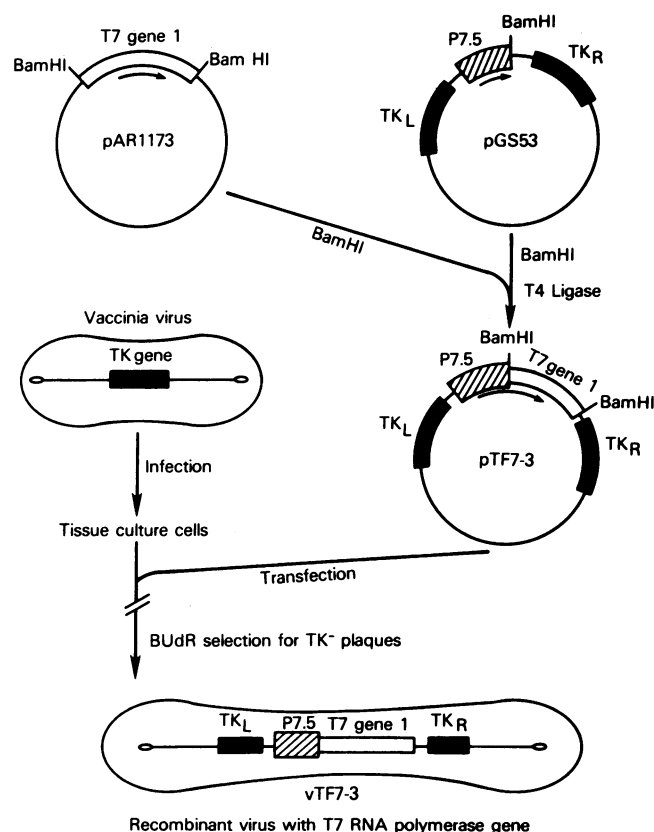 T7 gene 1
BamHI
Bam HI
pAR1173
BamHI
P7.5
TKR
TKL
pGS53
BamHI
BamHI
T4 Ligase
Vaccinia virus
TK gene
BamHI
P7.5
T7 gene 1
BamHI
TKL
TKR
pTF7-3
Infection
Tissue culture cells
Transfection
BUdR selection for TK⁻ plaques
TKL
P7.5
T7 gene 1
TKR
vTF7-3
Recombinant virus with T7 RNA polymerase gene